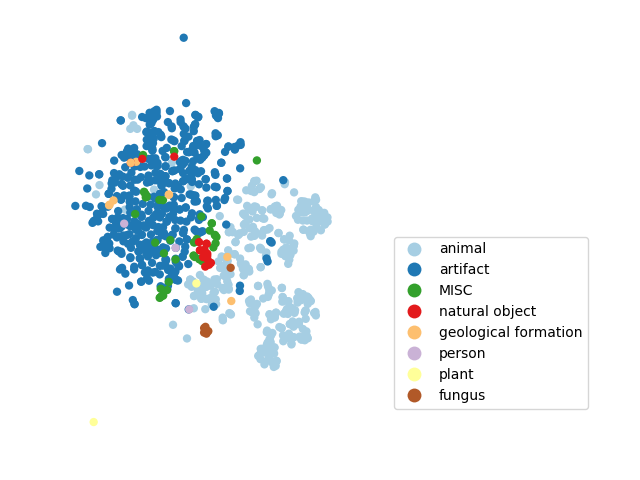 animal
artifact
MISC
natural object
geological formation
person
plant
fungus